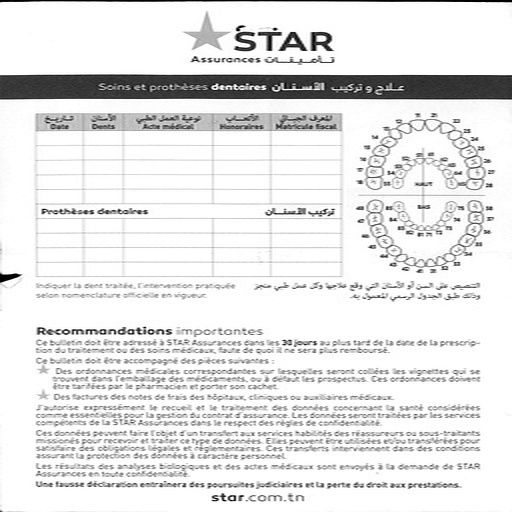 STAR
ستار
Assurances تأمينات
Soins et prothèses dentaires علاج و تركيب الأسنان
تاريخ الأسنان نوعية العمل الطبي الأتعاب المعرف الجبائي
Date Dents Acte médical Honoraires Matricule fiscal
Prothèses dentaires تركيب الأسنان
HAUT
BAS
Indiquer la dent traitée, l'intervention pratiquée
selon nomenclature officielle en vigueur.
التنصيص على السن أو الأسنان التي وقع علاجها وكل عمل طبي منجز
وذلك طبق الجدول الرسمي المعمول به.
Recommandations importantes
Ce bulletin doit être adressé à STAR Assurances dans les 30 jours au plus tard de la date de la prescrip-
tion du traitement ou des soins médicaux, faute de quoi il ne sera plus remboursé.
Ce bulletin doit être accompagné des pièces suivantes :
Des ordonnances médicales correspondantes sur lesquelles seront collées les vignettes qui se
trouvent dans l'emballage des médicaments, ou à défaut les prospectus. Ces ordonnances doivent
être tarifées par le pharmacien et porter son cachet.
Des factures des notes de frais des hôpitaux, cliniques ou auxiliaires médicaux.
J'autorise expressément le recueil et le traitement des données concernant la santé considérées
comme essentielles pour la gestion du contrat d'assurance. Les données seront traitées par les services
compétents de la STAR Assurances dans le respect des règles de confidentialité.
Ces données peuvent faire l'objet d'un transfert aux services habilités des réassureurs ou sous-traitants
missionés pour recevoir et traiter ce type de données. Elles peuvent être utilisées et/ou transférées pour
satisfaire des obligations légales et réglementaires. Ces transferts interviennent dans des conditions
assurant la protection des données à caractère personnel.
Les résultats des analyses biologiques et des actes médicaux sont envoyés à la demande de STAR
Assurances en toute confidentialité.
Une fausse déclaration entraînera des poursuites judiciaires et la perte du droit aux prestations.
star.com.tn